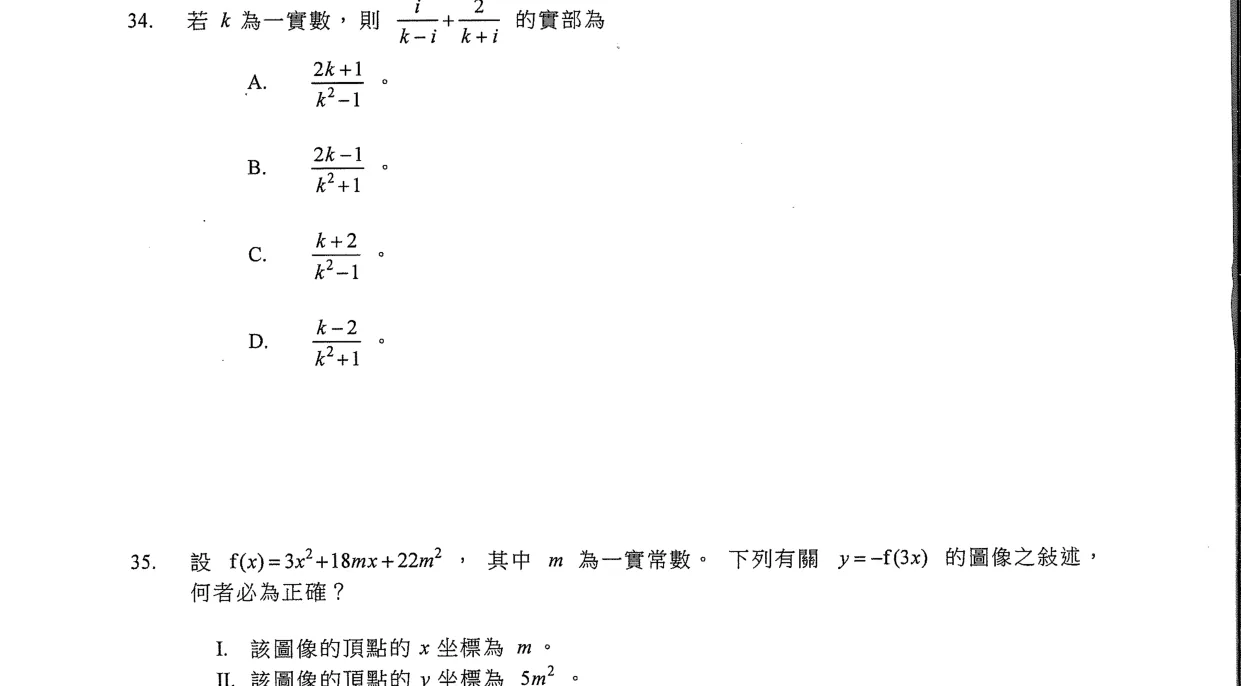 34. 若 k 為一實數，則 i/(k−i) + 2/(k+i) 的實部為
A. (2k+1)/(k²−1) 。
B. (2k−1)/(k²+1) 。
C. (k+2)/(k²−1) 。
D. (k−2)/(k²+1) 。
35. 設 f(x)=3x²+18mx+22m² ， 其中 m 為一實常數。 下列有關 y=−f(3x) 的圖像之敍述，
何者必為正確？
I. 該圖像的頂點的 x 坐標為 m 。
II. 該圖像的頂點的 y 坐標為 5m² 。